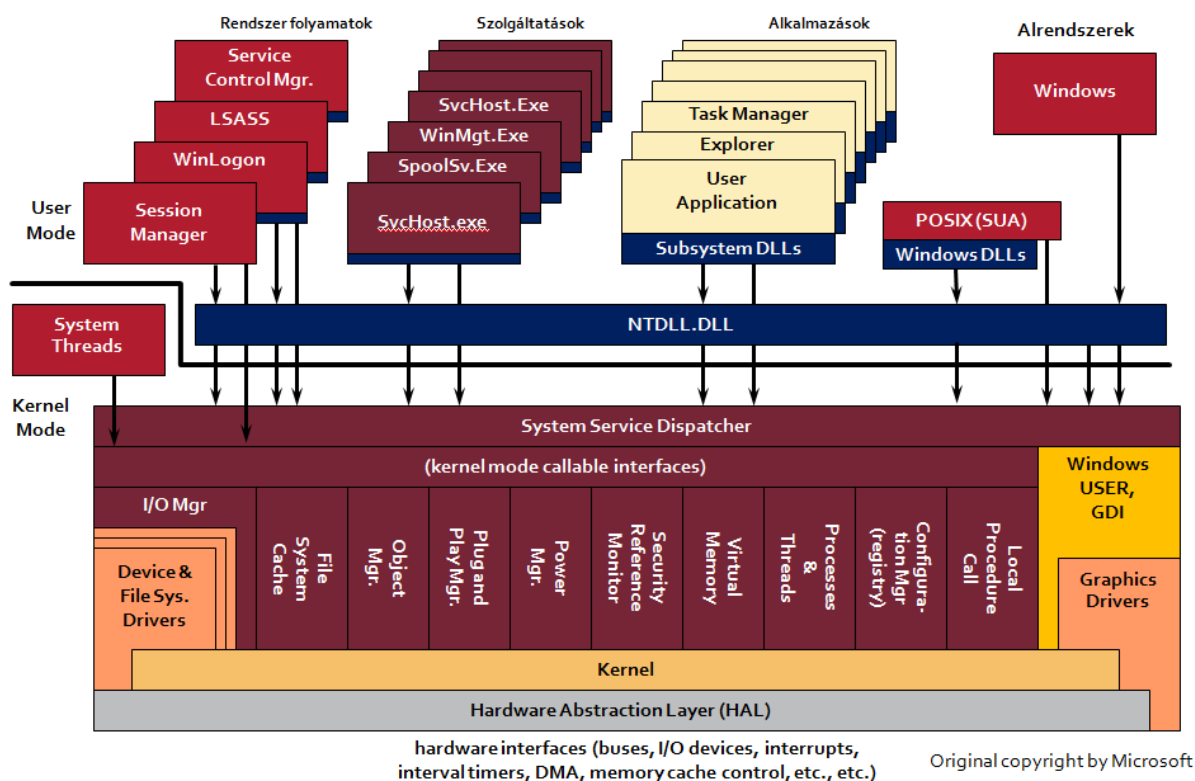 Rendszer folyamatok
Szolgáltatások
Alkalmazások
Alrendszerek
Service
Control Mgr.
LSASS
WinLogon
Session
Manager
SvcHost.Exe
WinMgt.Exe
SpoolSv.Exe
SvcHost.exe
Task Manager
Explorer
User
Application
Subsystem DLLs
Windows
POSIX (SUA)
Windows DLLs
User
Mode
System
Threads
NTDLL.DLL
Kernel
Mode
System Service Dispatcher
(kernel mode callable interfaces)
I/O Mgr
Device &
File Sys.
Drivers
File
System
Cache
Object
Mgr.
Plug and
Play Mgr.
Power
Mgr.
Security
Reference
Monitor
Virtual
Memory
Processes
&
Threads
Configura-
tion Mgr
(registry)
Local
Procedure
Call
Windows
USER,
GDI
Graphics
Drivers
Kernel
Hardware Abstraction Layer (HAL)
hardware interfaces (buses, I/O devices, interrupts,
interval timers, DMA, memory cache control, etc., etc.)
Original copyright by Microsoft